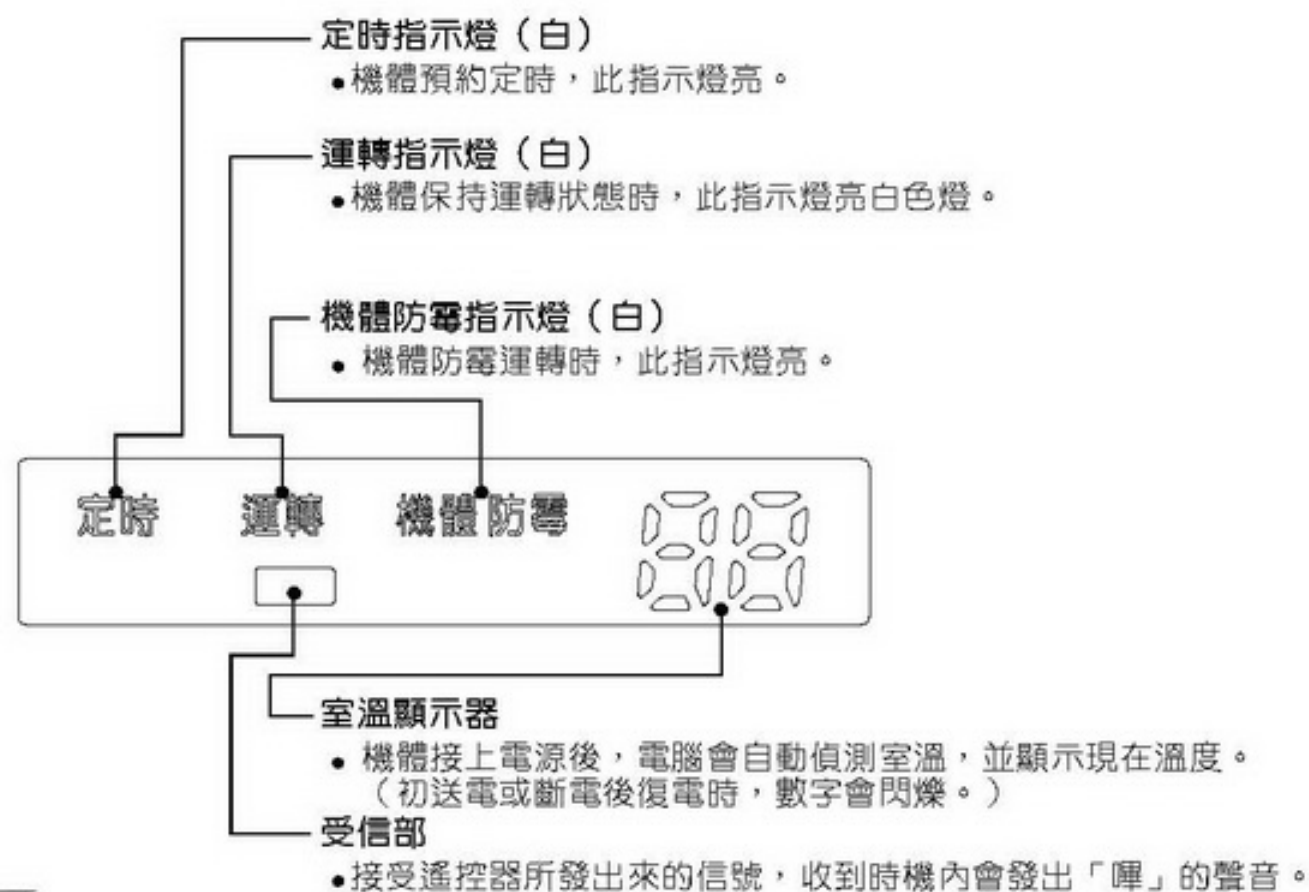 定時指示燈（白）
●機體預約定時，此指示燈亮。
運轉指示燈（白）
●機體保持運轉狀態時，此指示燈亮白色燈。
機體防霉指示燈（白）
● 機體防霉運轉時，此指示燈亮。
定時 運轉 機體防霉 88
室溫顯示器
● 機體接上電源後，電腦會自動偵測室溫，並顯示現在溫度。
（初送電或斷電後復電時，數字會閃爍。）
受信部
●接受遙控器所發出來的信號，收到時機內會發出「嗶」的聲音。